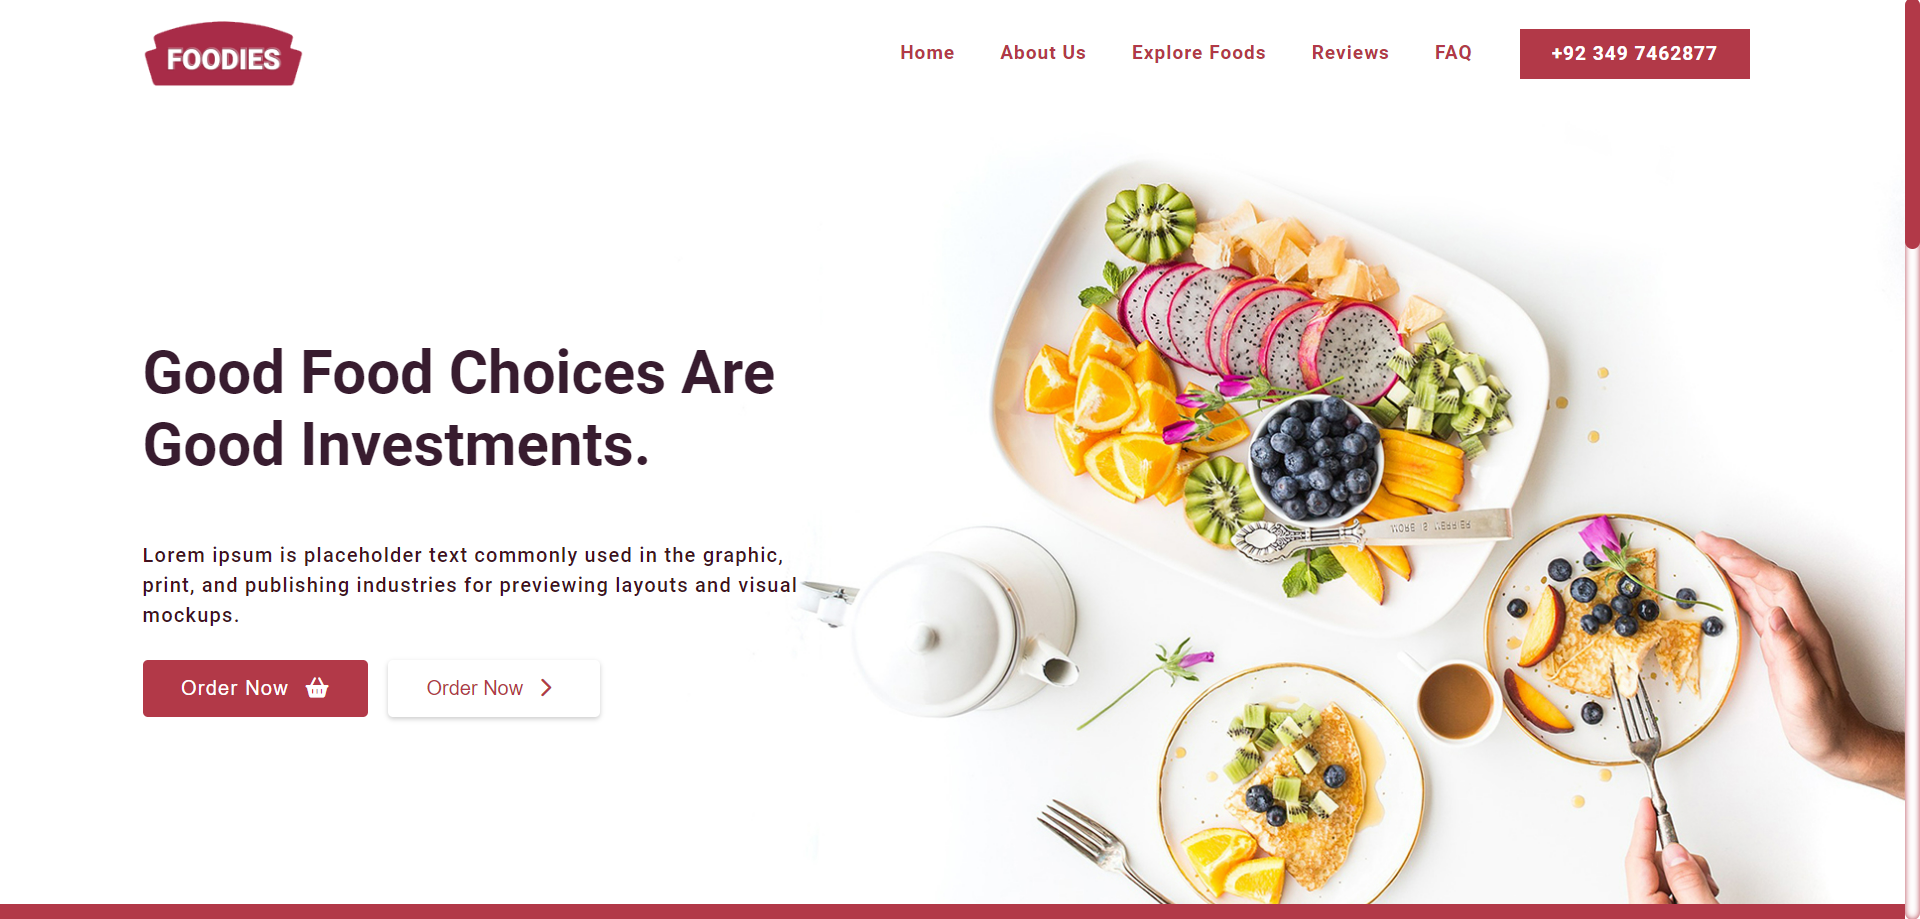 FOODIES
Home
About Us
Explore Foods
Reviews
FAQ
+92 349 7462877
Good Food Choices Are
Good Investments.
Lorem ipsum is placeholder text commonly used in the graphic,
print, and publishing industries for previewing layouts and visual
mockups.
Order Now
Order Now